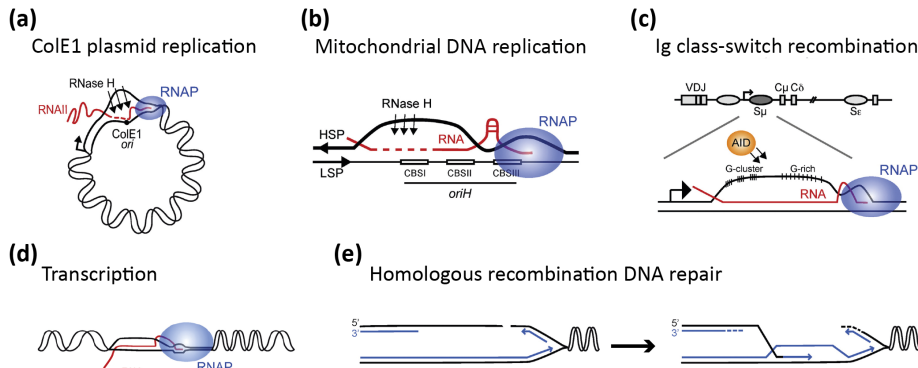 (a)
ColE1 plasmid replication
RNase H
RNAP
RNAII
ColE1
ori
(b)
Mitochondrial DNA replication
RNase H
RNAP
HSP
RNA
LSP
CBSI
CBSII
CBSIII
oriH
(c)
Ig class-switch recombination
VDJ
Cμ Cδ
Sμ
Sε
AID
G-cluster
G-rich
RNAP
RNA
(d)
Transcription
RNAP
(e)
Homologous recombination DNA repair
5'
3'
5'
3'